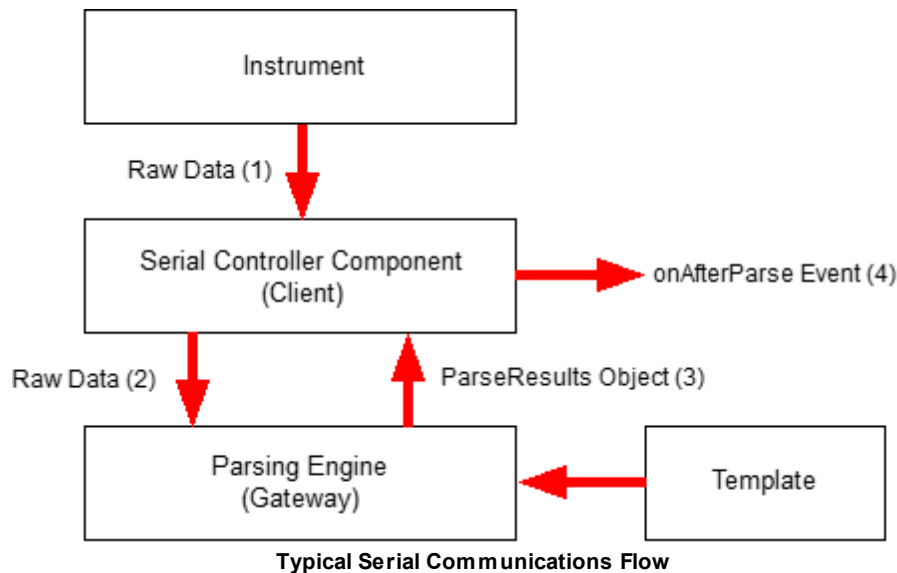 Instrument
Raw Data (1)
Serial Controller Component
(Client)
onAfterParse Event (4)
Raw Data (2)
ParseResults Object (3)
Parsing Engine
(Gateway)
Template
Typical Serial Communications Flow